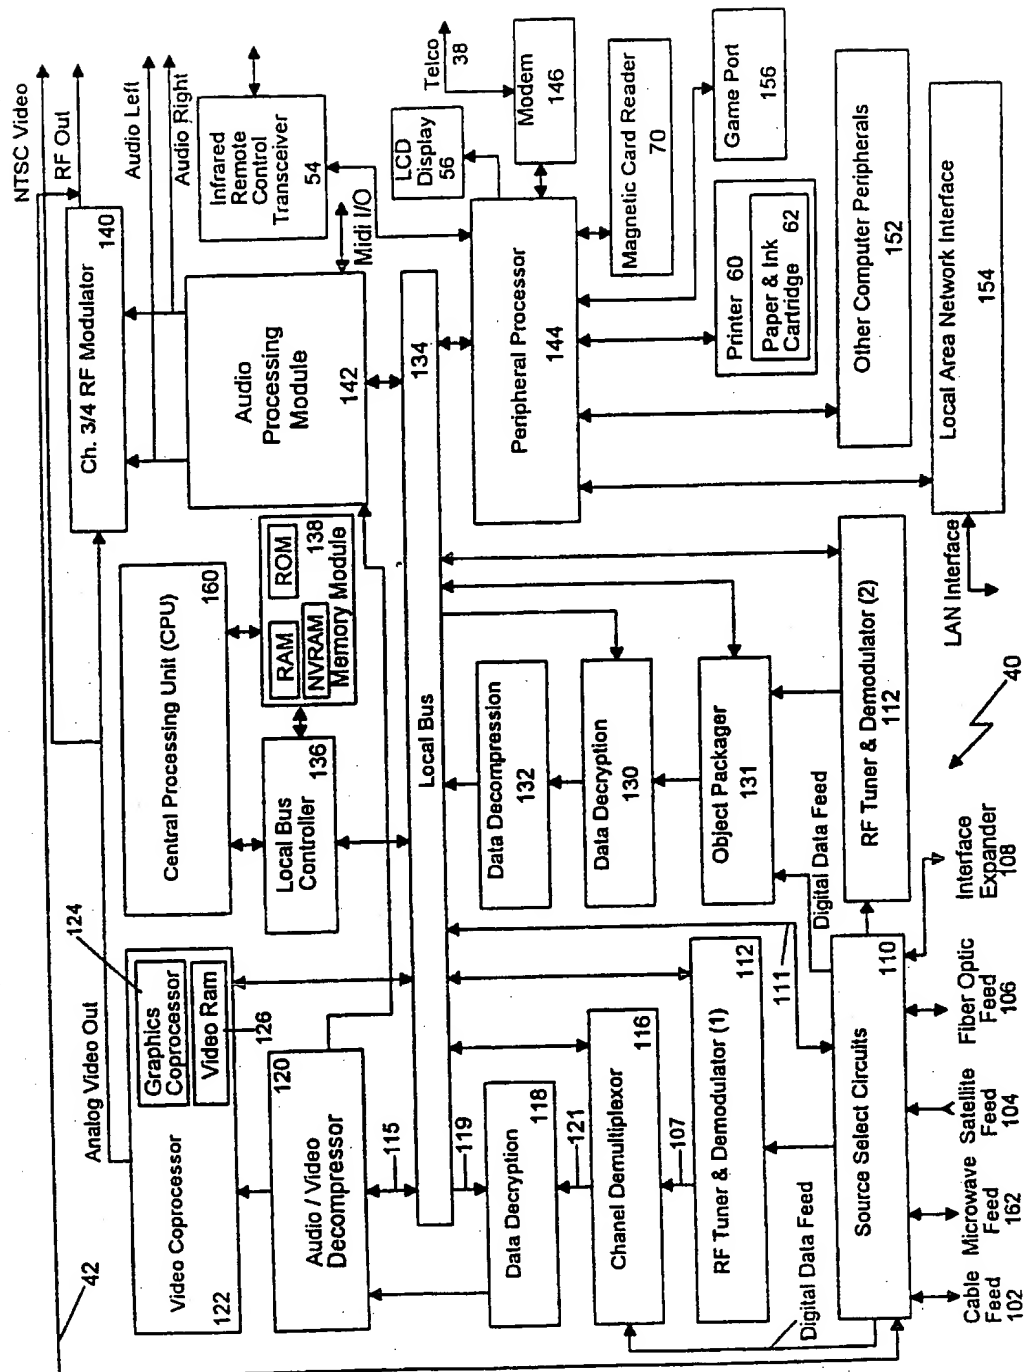 NTSC Video
RF Out
Audio Left
Audio Right
Ch. 3/4 RF Modulator
140
Infrared
Remote
Control
Transceiver
54
Midi I/O
LCD
Display
56
Telco
38
Modem
146
Magnetic Card Reader
70
Game Port
156
Printer 60
Paper & Ink
Cartridge
62
Other Computer Peripherals
152
Local Area Network Interface
154
LAN Interface
Audio
Processing
Module
142
134
Local Bus
Peripheral Processor
144
Central Processing Unit (CPU)
160
RAM
ROM
NVRAM
138
Memory Module
Local Bus
Controller
136
Data Decompression
132
Data Decryption
130
Object Packager
131
RF Tuner & Demodulator (2)
112
Digital Data Feed
40
42
Analog Video Out
124
Graphics
Coprocessor
Video Ram
126
Video Coprocessor
122
Audio / Video
Decompressor
120
115
119
Data Decryption
118
121
Chanel Demultiplexor
116
107
RF Tuner & Demodulator (1)
112
111
Digital Data Feed
Source Select Circuits
110
Cable
Feed
102
Microwave
Feed
162
Satellite
Feed
104
Fiber Optic
Feed
106
Interface
Expander
108